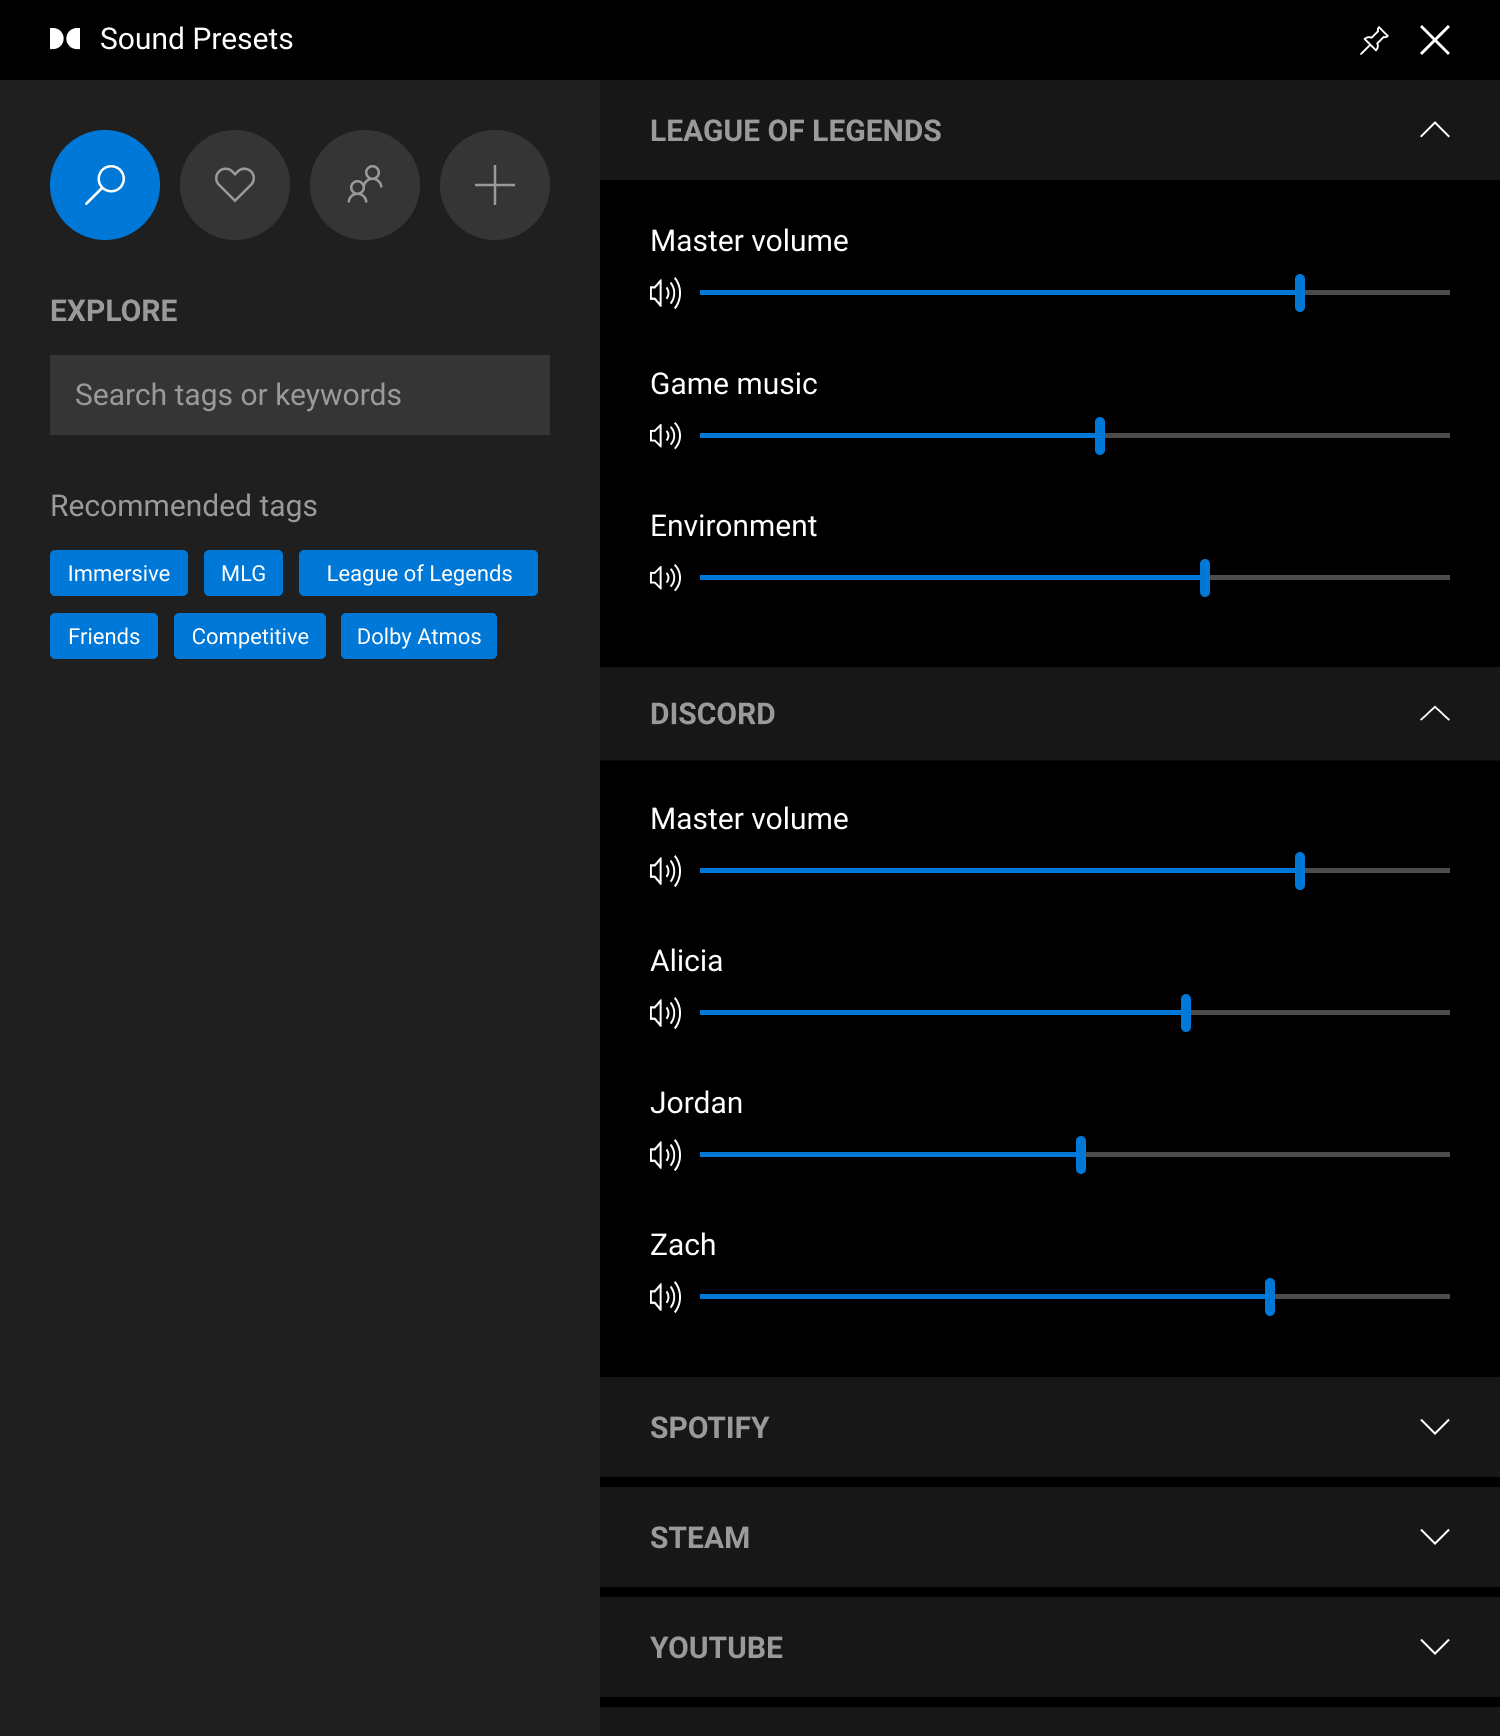 Sound Presets
EXPLORE
Search tags or keywords
Recommended tags
Immersive
MLG
League of Legends
Friends
Competitive
Dolby Atmos
LEAGUE OF LEGENDS
Master volume
Game music
Environment
DISCORD
Master volume
Alicia
Jordan
Zach
SPOTIFY
STEAM
YOUTUBE